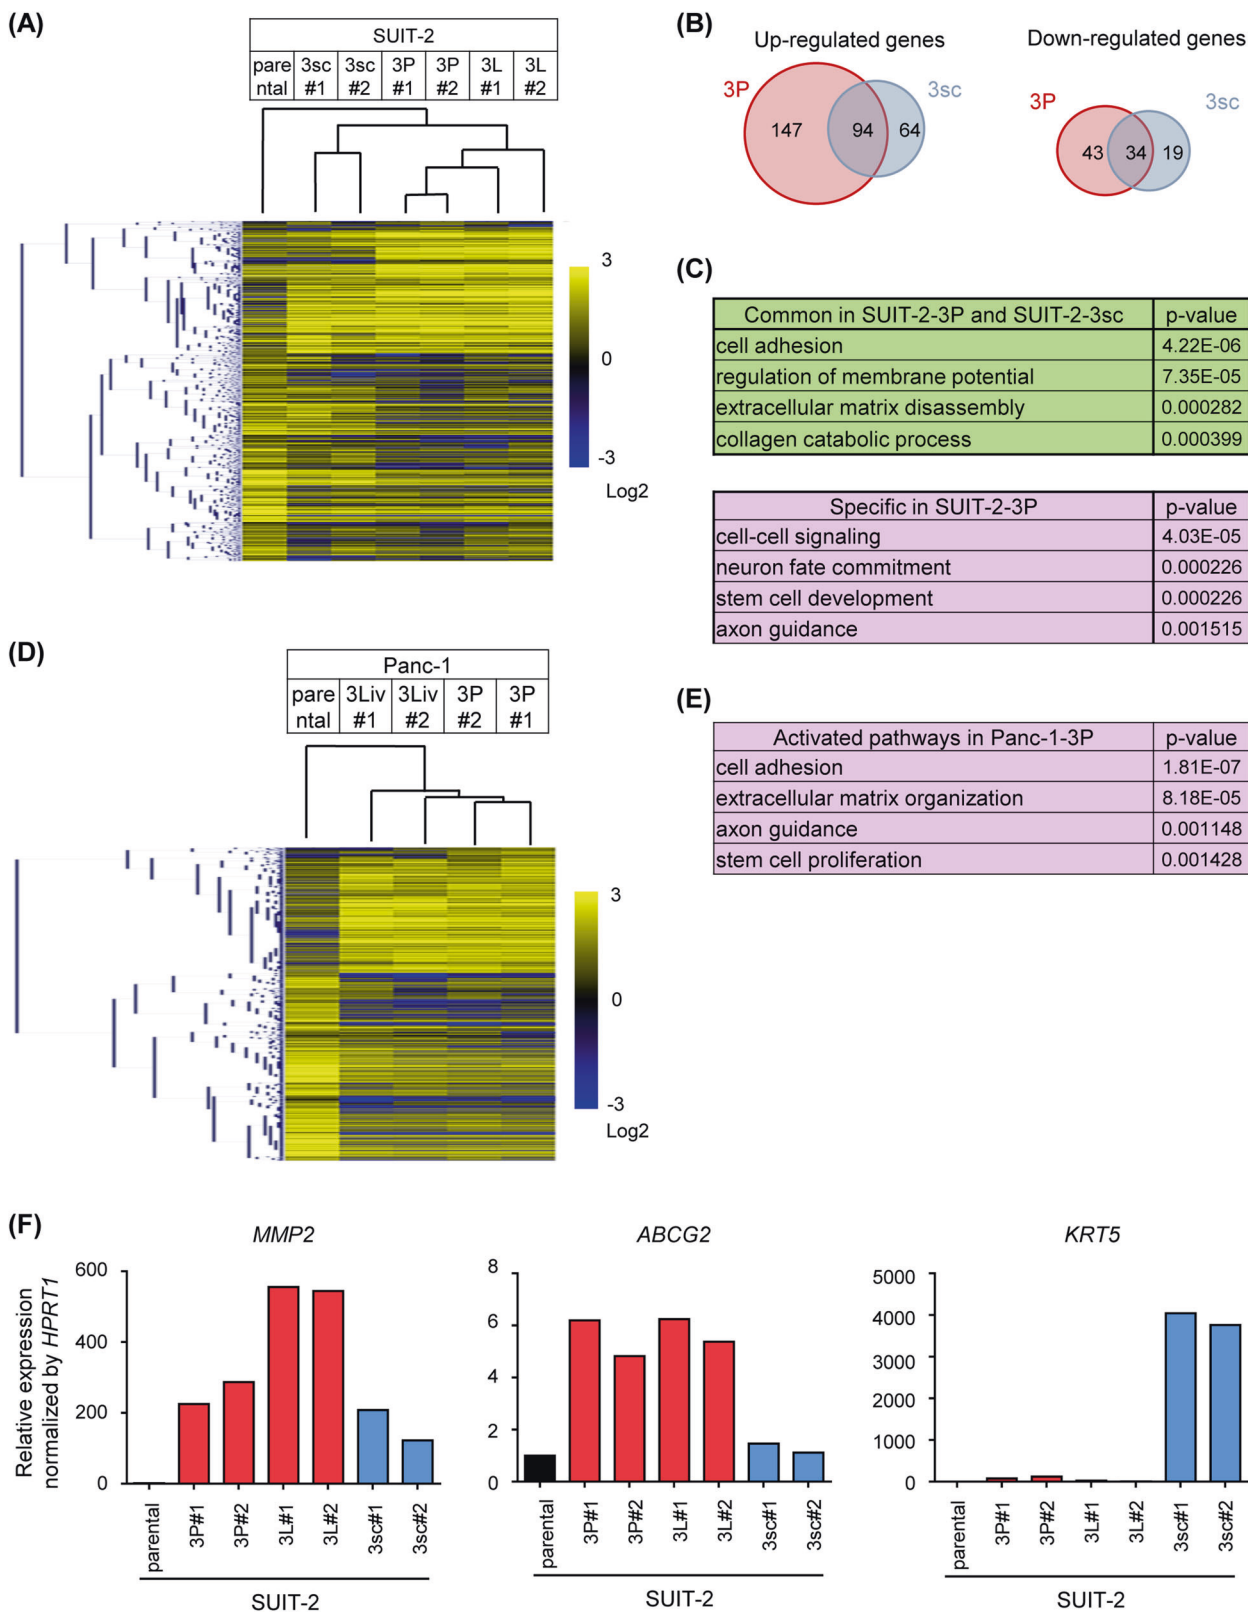 (A)
SUIT-2
pare 3sc 3sc 3P 3P 3L 3L
ntal #1 #2 #1 #2 #1 #2
3
0
-3
Log2
(B)
Up-regulated genes
3P
3sc
147 94 64
Down-regulated genes
3P
3sc
43 34 19
(C)
Common in SUIT-2-3P and SUIT-2-3sc p-value
cell adhesion 4.22E-06
regulation of membrane potential 7.35E-05
extracellular matrix disassembly 0.000282
collagen catabolic process 0.000399
Specific in SUIT-2-3P p-value
cell-cell signaling 4.03E-05
neuron fate commitment 0.000226
stem cell development 0.000226
axon guidance 0.001515
(D)
Panc-1
pare 3Liv 3Liv 3P 3P
ntal #1 #2 #2 #1
3
0
-3
Log2
(E)
Activated pathways in Panc-1-3P p-value
cell adhesion 1.81E-07
extracellular matrix organization 8.18E-05
axon guidance 0.001148
stem cell proliferation 0.001428
(F)
Relative expression
normalized by HPRT1
MMP2
600
400
200
0
parental 3P#1 3P#2 3L#1 3L#2 3sc#1 3sc#2
SUIT-2
ABCG2
8
6
4
2
0
parental 3P#1 3P#2 3L#1 3L#2 3sc#1 3sc#2
SUIT-2
KRT5
5000
4000
3000
2000
1000
0
parental 3P#1 3P#2 3L#1 3L#2 3sc#1 3sc#2
SUIT-2